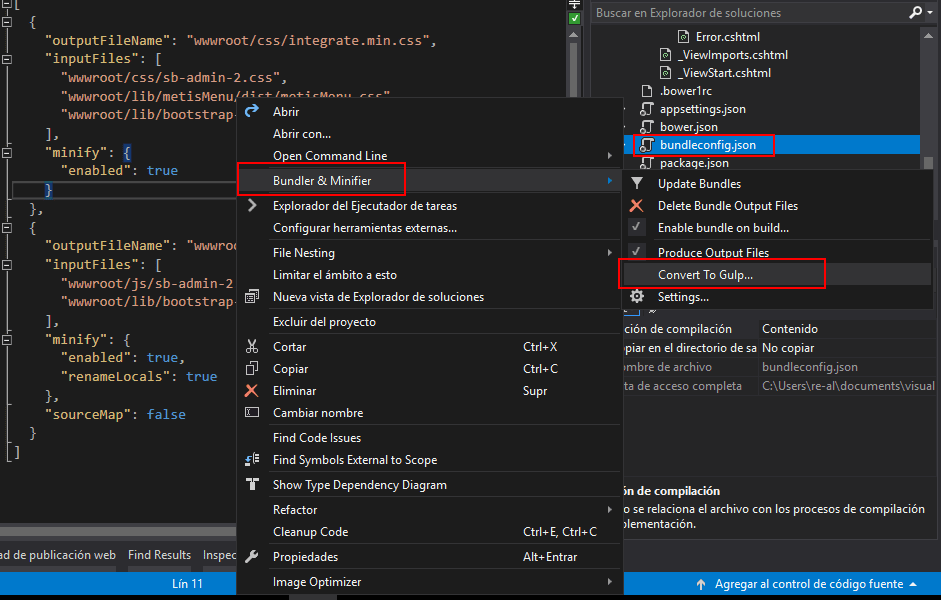 [
{
"outputFileName": "wwwroot/css/integrate.min.css",
"inputFiles": [
"wwwroot/css/sb-admin-2.css",
"wwwroot/lib/metisMenu/dist/metisMenu.css"
"wwwroot/lib/bootstrap-
],
"minify": {
"enabled": true
}
},
{
"outputFileName": "wwwroo
"inputFiles": [
"wwwroot/js/sb-admin-2
"wwwroot/lib/bootstrap-
],
"minify": {
"enabled": true,
"renameLocals": true
},
"sourceMap": false
}
]
Abrir
Abrir con...
Open Command Line
Bundler & Minifier
Explorador del Ejecutador de tareas
Configurar herramientas externas...
File Nesting
Limitar el ámbito a esto
Nueva vista de Explorador de soluciones
Excluir del proyecto
Cortar Ctrl+X
Copiar Ctrl+C
Eliminar Supr
Cambiar nombre
Find Code Issues
Find Symbols External to Scope
Show Type Dependency Diagram
Refactor
Cleanup Code Ctrl+E, Ctrl+C
Propiedades Alt+Entrar
Image Optimizer
Buscar en Explorador de soluciones
Error.cshtml
_ViewImports.cshtml
_ViewStart.cshtml
.bower1rc
appsettings.json
bower.json
bundleconfig.json
package.json
Update Bundles
Delete Bundle Output Files
Enable bundle on build...
Produce Output Files
Convert To Gulp...
Settings...
ción de compilación Contenido
opiar en el directorio de sa No copiar
ombre de archivo bundleconfig.json
ta de acceso completa C:\Users\re-al\documents\visual
ón de compilación
o se relaciona el archivo con los procesos de compilación
plementación.
ad de publicación web Find Results Inspec
Lín 11
Agregar al control de código fuente